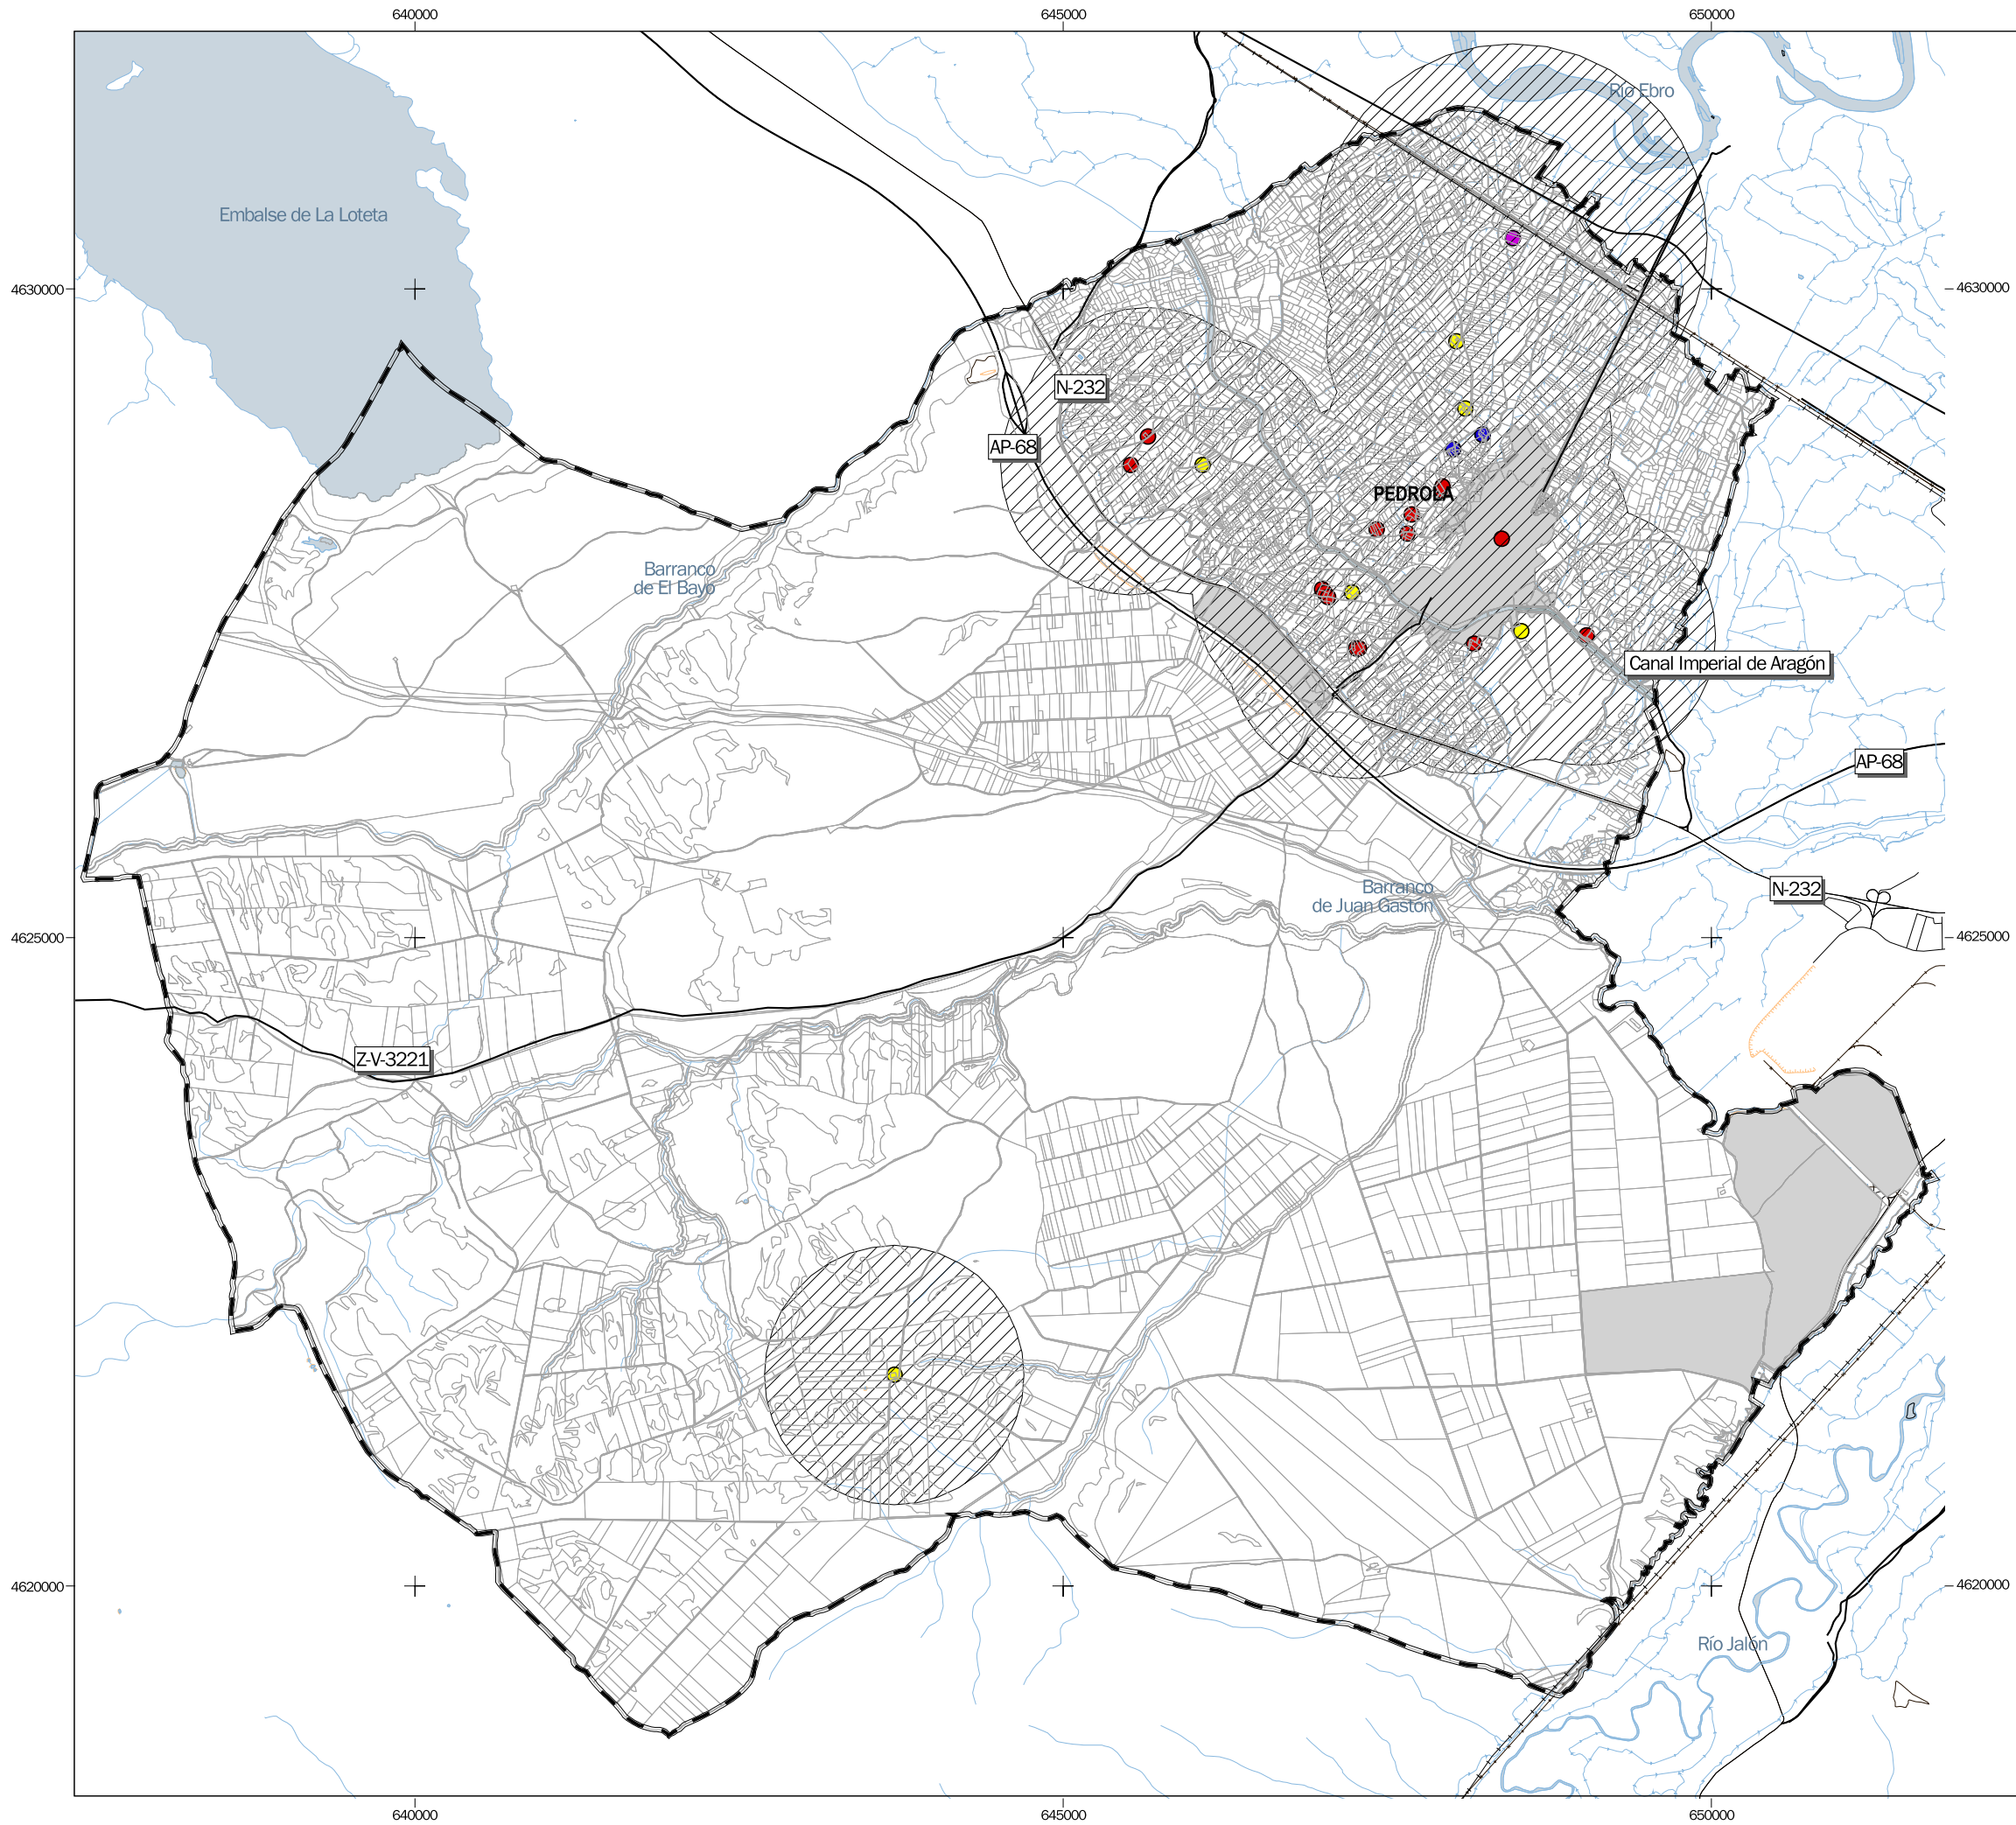 640000
645000
650000
Río Ebro
Embalse de La Loteta
4630000
4630000
N-232
AP-68
PEDROLA
Barranco
de El Bayo
Canal Imperial de Aragón
AP-68
Barranco
de Juan Gastón
N-232
4625000
4625000
Z-V-3221
4620000
4620000
Río Jalón
640000
645000
650000